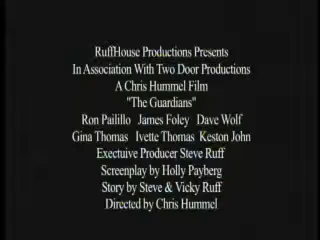 RuffHouse Productions Presents
In Association With Two Door Productions
A Chris Hummel Film
"The Guardians"
Ron Pailillo James Foley Dave Wolf
Gina Thomas Ivette Thomas Keston John
Exectuive Producer Steve Ruff
Screenplay by Holly Payberg
Story by Steve & Vicky Ruff
Directed by Chris Hummel